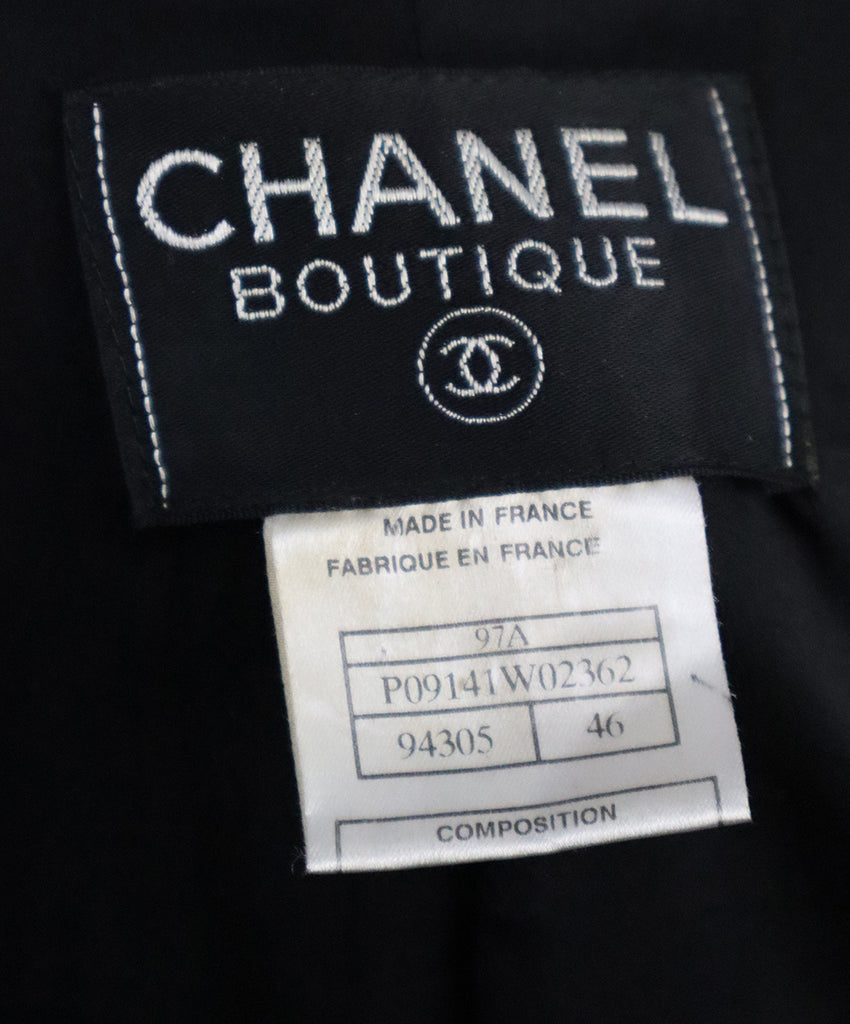 CHANEL
BOUTIQUE
MADE IN FRANCE
FABRIQUE EN FRANCE
97A
P09141W02362
94305 46
COMPOSITION